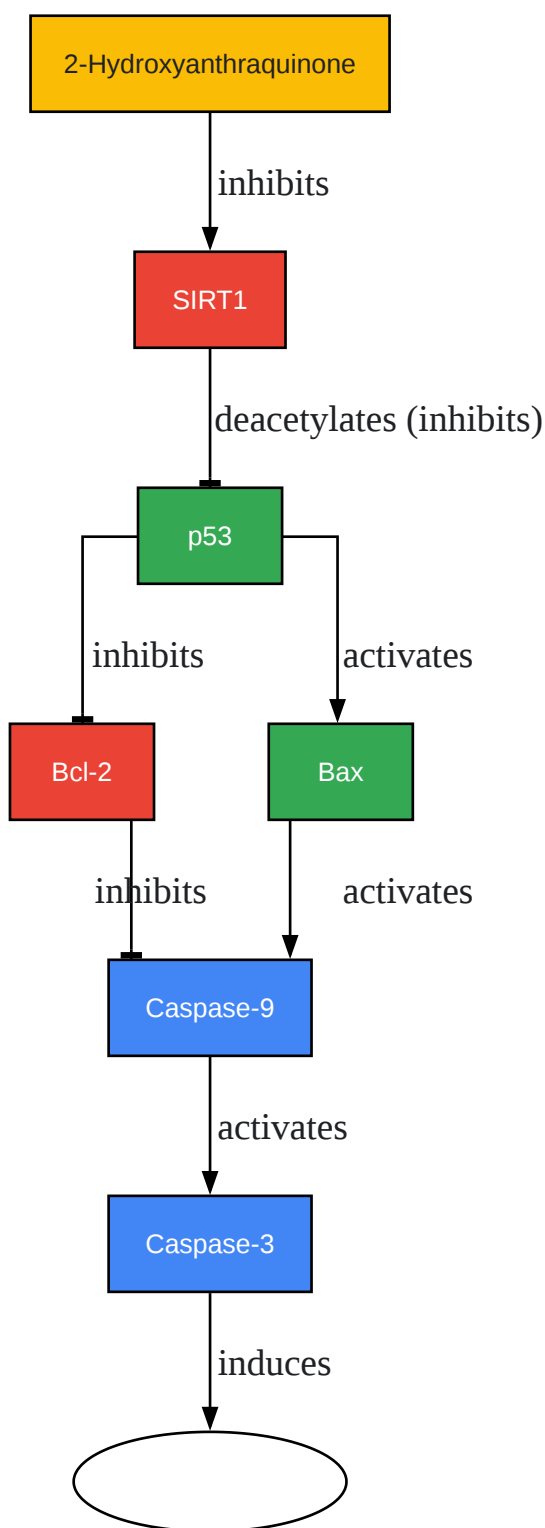 2-Hydroxyanthraquinone
inhibits
SIRT1
deacetylates (inhibits)
p53
inhibits
activates
Bcl-2
Bax
inhibits
activates
Caspase-9
activates
Caspase-3
induces